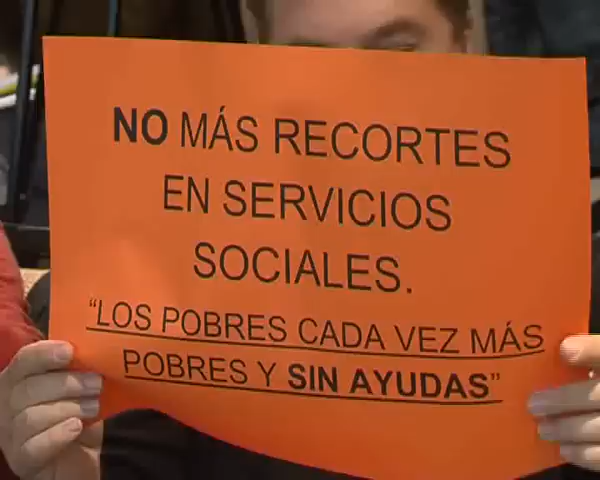 NO MÁS RECORTES
EN SERVICIOS
SOCIALES.
“LOS POBRES CADA VEZ MÁS
POBRES Y SIN AYUDAS”